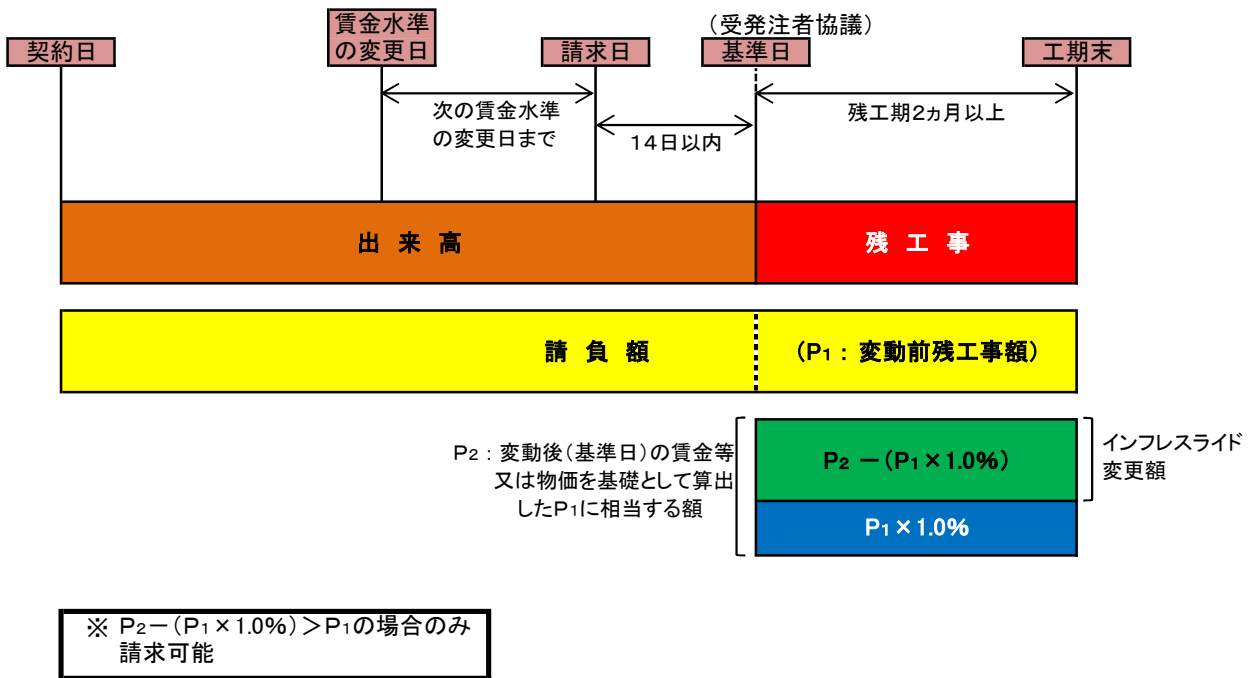 (受発注者協議)
契約日
賃金水準
の変更日
請求日
基準日
工期末
次の賃金水準
の変更日まで
14日以内
残工期2ヵ月以上
出 来 高
残 工 事
請 負 額
(P₁：変動前残工事額)
P₂：変動後(基準日)の賃金等
又は物価を基礎として算出
したP₁に相当する額
P₂－(P₁×1.0%)
P₁×1.0%
インフレスライド
変更額
※ P₂－(P₁×1.0%)＞P₁の場合のみ
請求可能